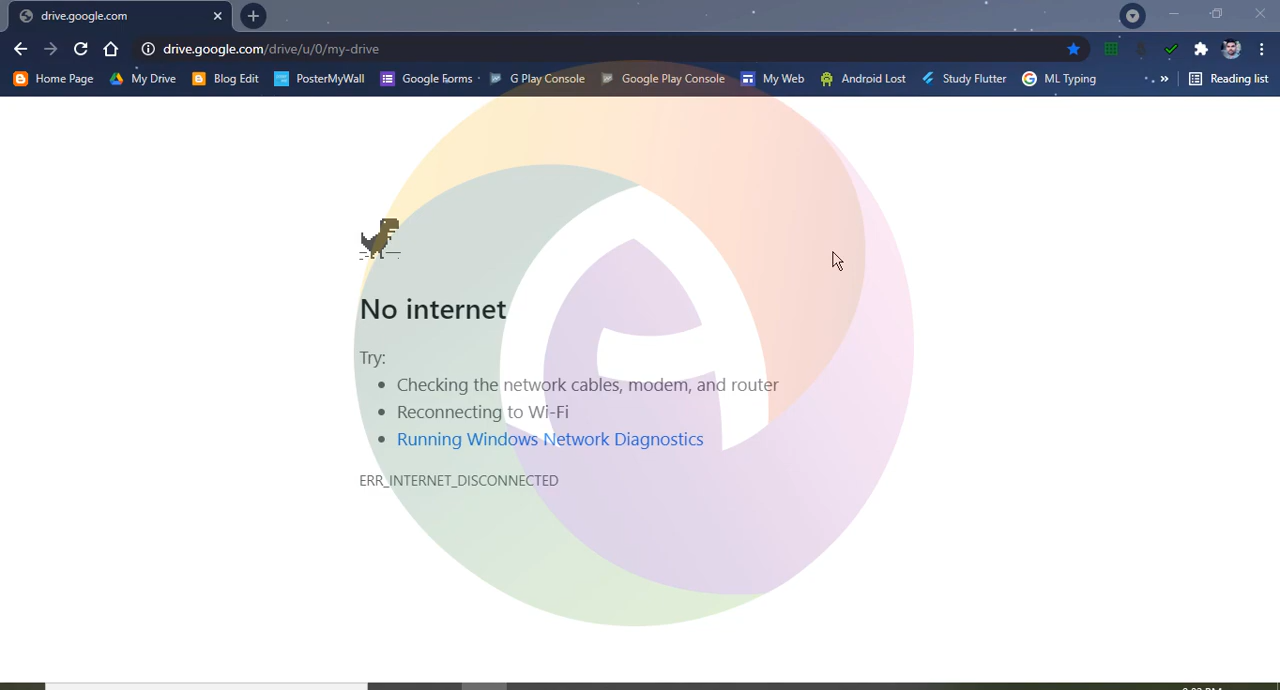 drive.google.com
drive.google.com/drive/u/0/my-drive
Home Page My Drive Blog Edit PosterMyWall Google Forms G Play Console Google Play Console My Web Android Lost Study Flutter ML Typing Reading list
No internet
Try:
Checking the network cables, modem, and router
Reconnecting to Wi-Fi
Running Windows Network Diagnostics
ERR_INTERNET_DISCONNECTED